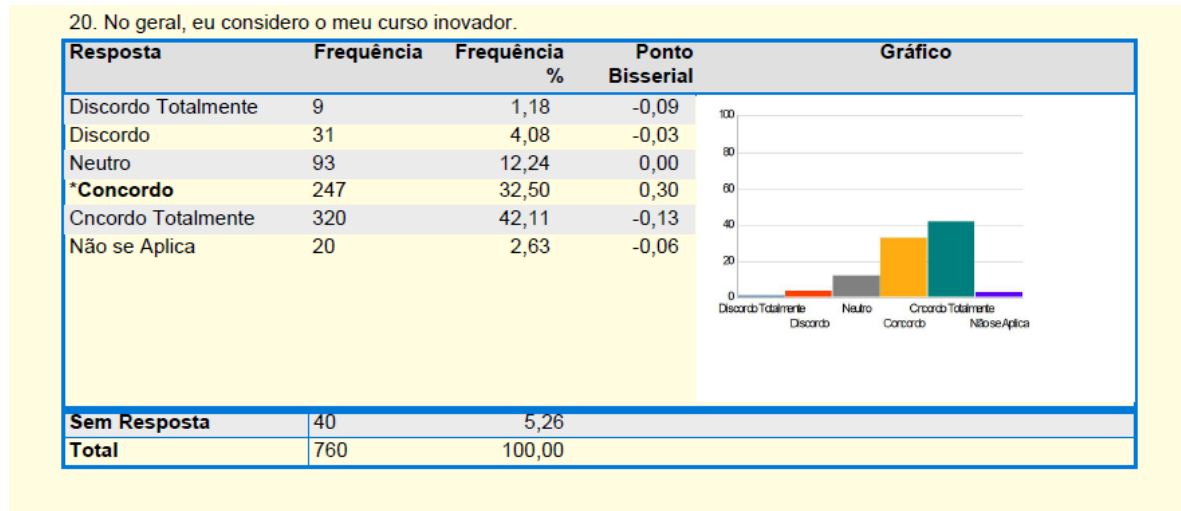 20. No geral, eu considero o meu curso inovador.
Resposta Frequência Frequência % Ponto Bisserial Gráfico
Discordo Totalmente 9 1,18 -0,09
Discordo 31 4,08 -0,03
Neutro 93 12,24 0,00
*Concordo 247 32,50 0,30
Cncordo Totalmente 320 42,11 -0,13
Não se Aplica 20 2,63 -0,06
100
80
60
40
20
0
Discordo Totalmente Neutro Cncordo Totalmente
Discordo Concordo Não se Aplica
Sem Resposta 40 5,26
Total 760 100,00